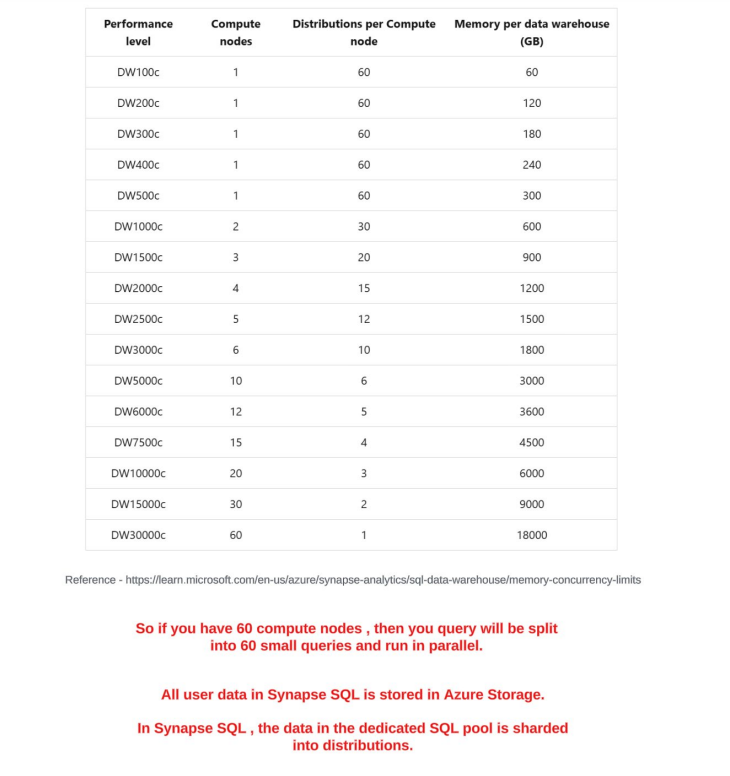 Performance level Compute nodes Distributions per Compute node Memory per data warehouse (GB)
DW100c 1 60 60
DW200c 1 60 120
DW300c 1 60 180
DW400c 1 60 240
DW500c 1 60 300
DW1000c 2 30 600
DW1500c 3 20 900
DW2000c 4 15 1200
DW2500c 5 12 1500
DW3000c 6 10 1800
DW5000c 10 6 3000
DW6000c 12 5 3600
DW7500c 15 4 4500
DW10000c 20 3 6000
DW15000c 30 2 9000
DW30000c 60 1 18000
Reference - https://learn.microsoft.com/en-us/azure/synapse-analytics/sql-data-warehouse/memory-concurrency-limits
So if you have 60 compute nodes , then you query will be split
into 60 small queries and run in parallel.
All user data in Synapse SQL is stored in Azure Storage.
In Synapse SQL , the data in the dedicated SQL pool is sharded
into distributions.